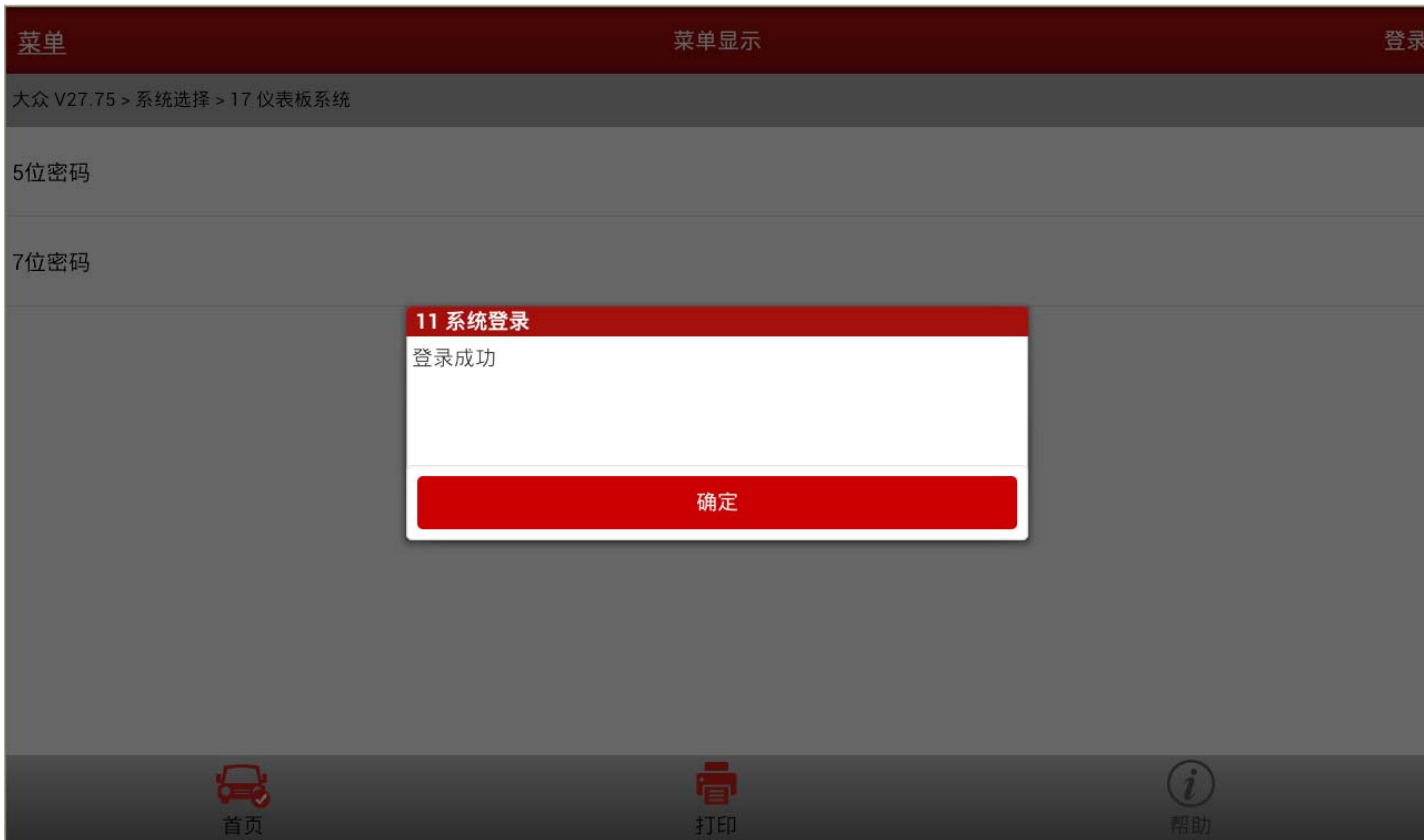 菜单
菜单显示
登录
大众 V27.75 > 系统选择 > 17 仪表板系统
5位密码
7位密码
11 系统登录
登录成功
确定
首页
打印
帮助